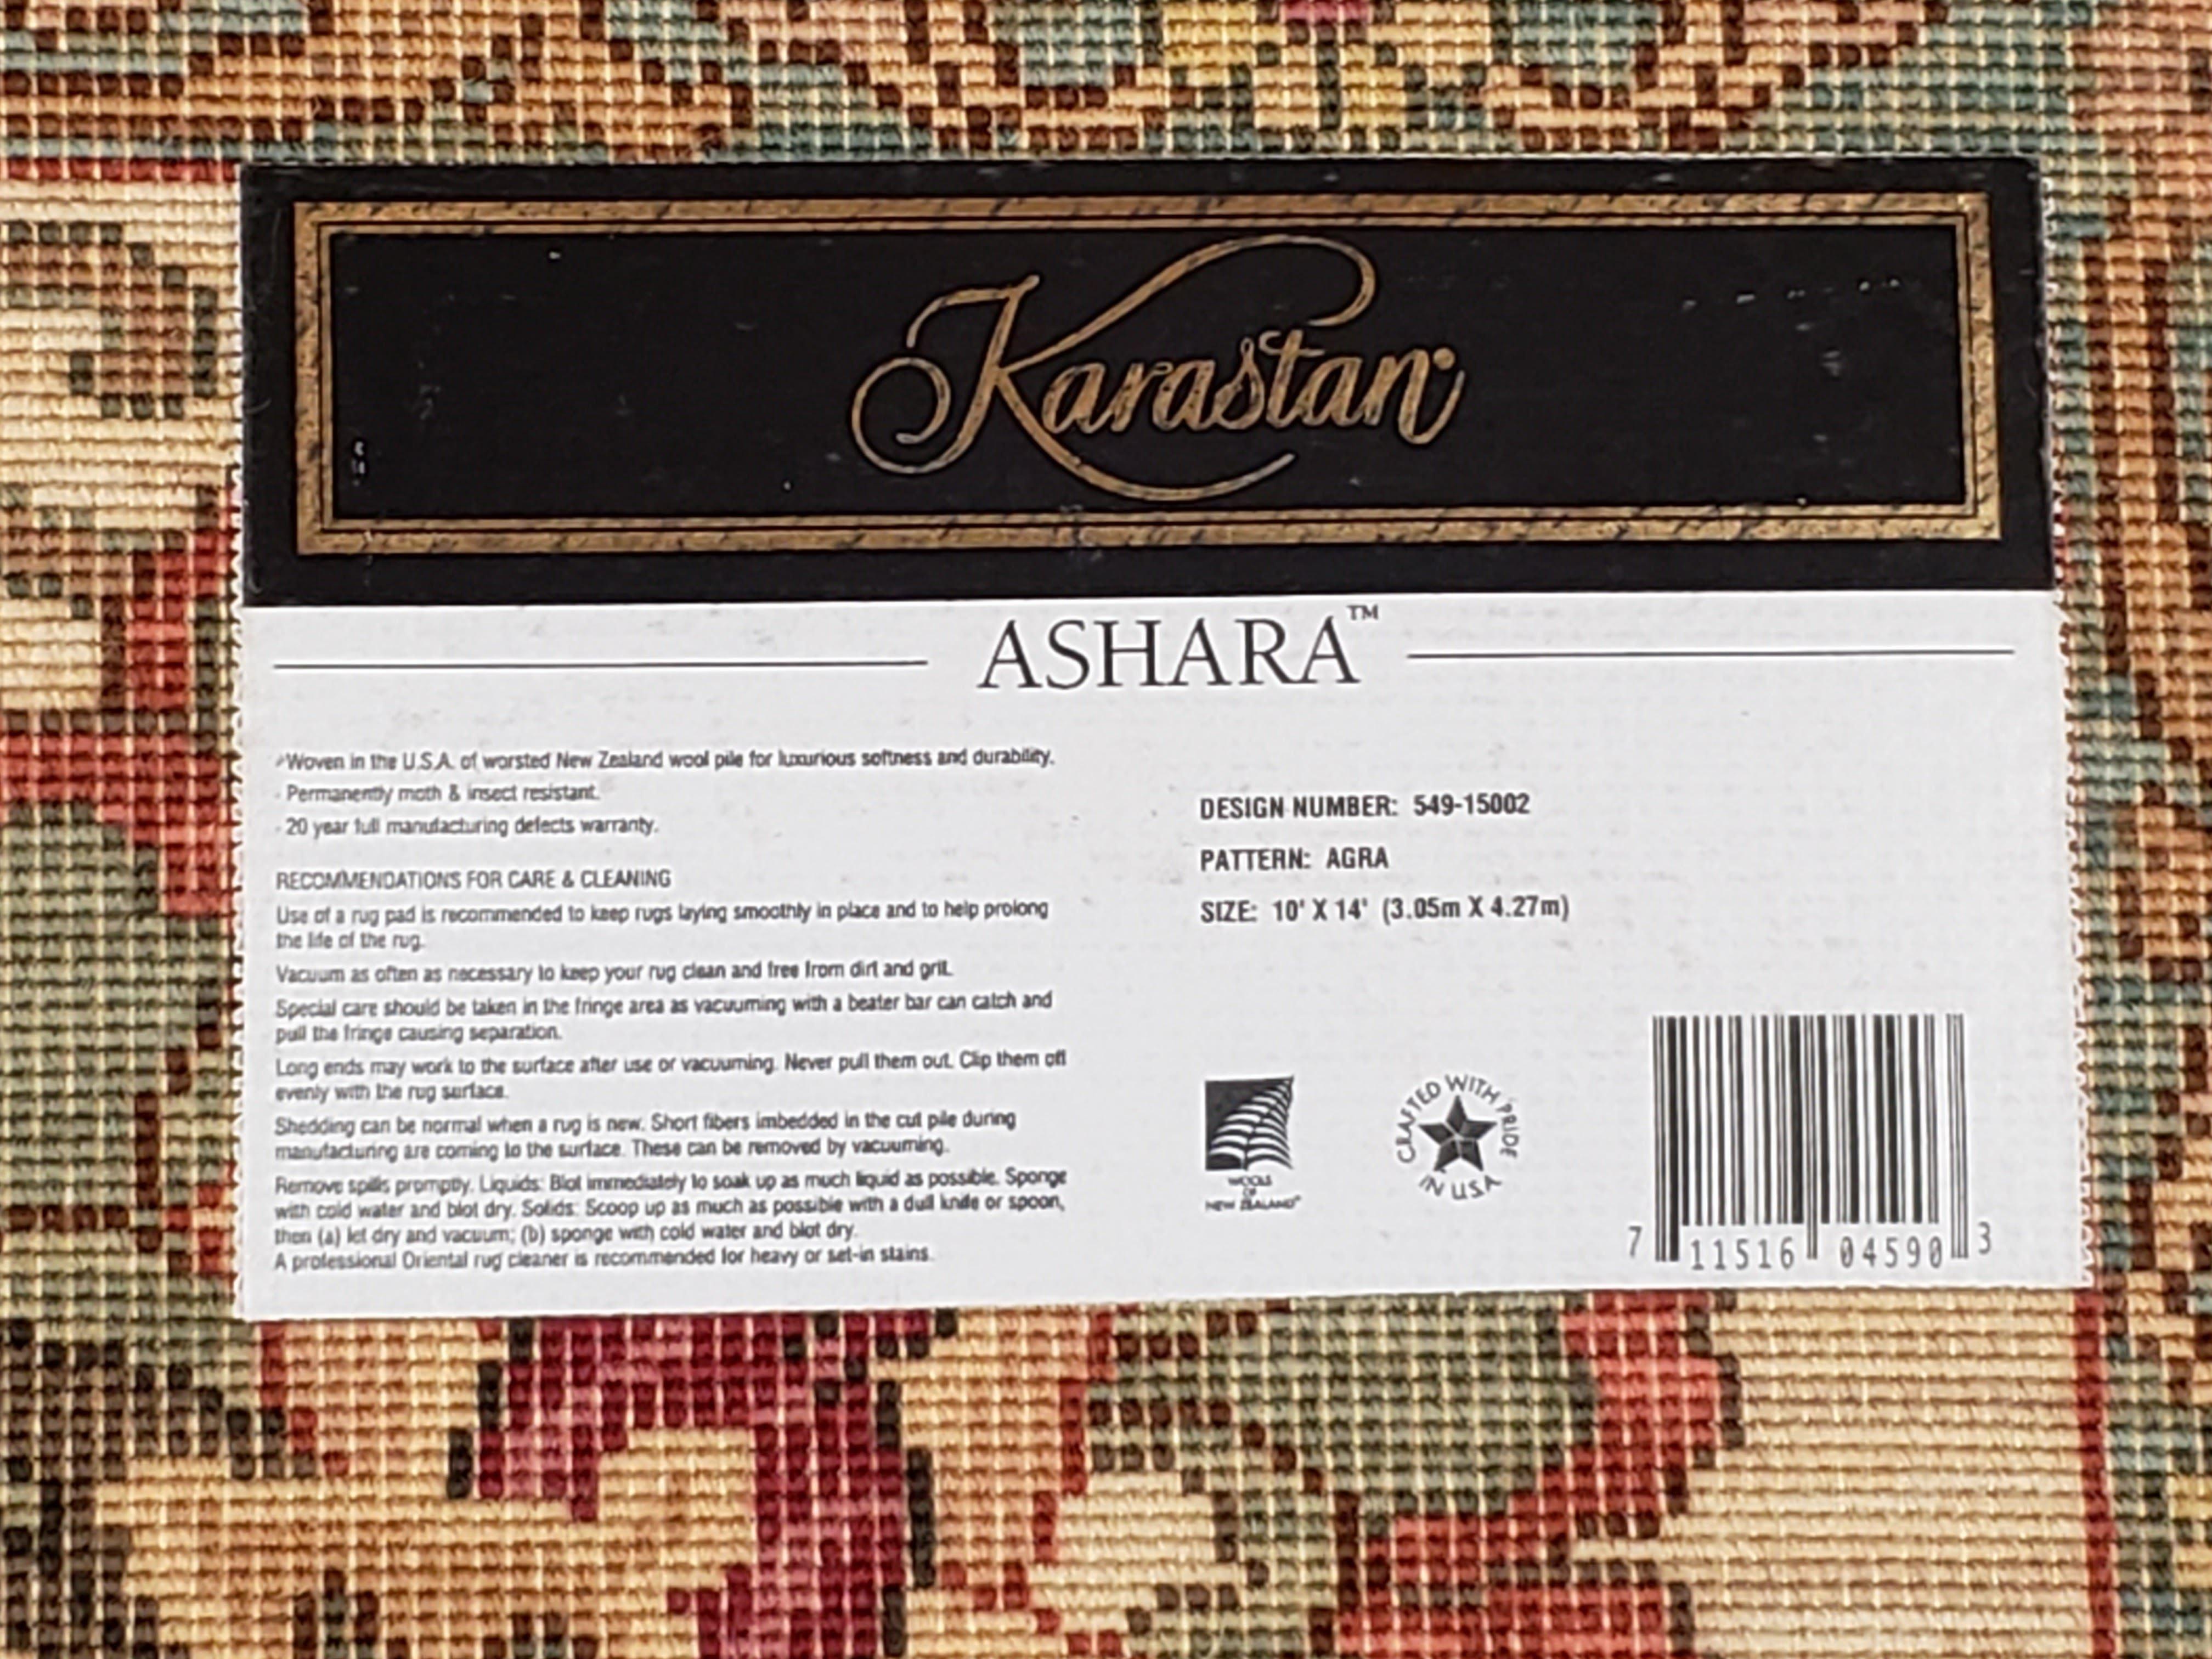 Karastan
ASHARA™
- Woven in the U.S.A. of worsted New Zealand wool pile for luxurious softness and durability.
- Permanently moth & insect resistant.
- 20 year full manufacturing defects warranty.
RECOMMENDATIONS FOR CARE & CLEANING
Use of a rug pad is recommended to keep rugs laying smoothly in place and to help prolong
the life of the rug.
Vacuum as often as necessary to keep your rug clean and free from dirt and grit.
Special care should be taken in the fringe area as vacuuming with a beater bar can catch and
pull the fringe causing separation.
Long ends may work to the surface after use or vacuuming. Never pull them out. Clip them off
evenly with the rug surface.
Shedding can be normal when a rug is new. Short fibers imbedded in the cut pile during
manufacturing are coming to the surface. These can be removed by vacuuming.
Remove spills promptly. Liquids: Blot immediately to soak up as much liquid as possible. Sponge
with cold water and blot dry. Solids: Scoop up as much as possible with a dull knife or spoon,
then (a) let dry and vacuum; (b) sponge with cold water and blot dry.
A professional Oriental rug cleaner is recommended for heavy or set-in stains.
DESIGN NUMBER: 549-15002
PATTERN: AGRA
SIZE: 10' X 14' (3.05m X 4.27m)
WOOLS
OF
NEW ZEALAND®
CRAFTED WITH PRIDE
IN USA
7 11516 04590 3